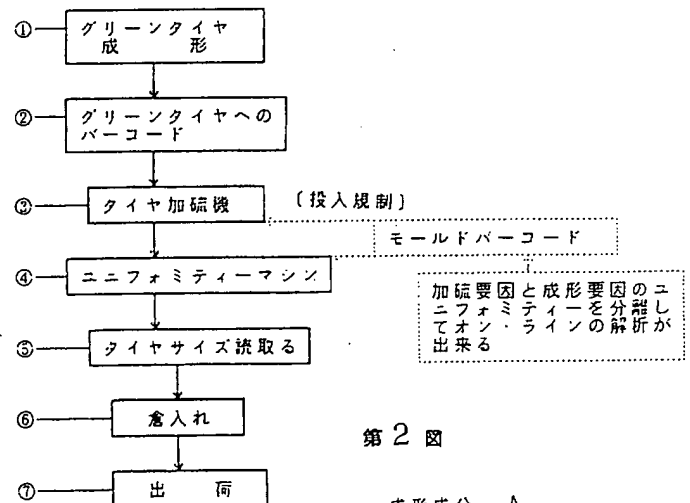 ① グリーンタイヤ
成 形
② グリーンタイヤへの
バーコード
③ タイヤ加硫機 〔投入規制〕
モールドバーコード
④ ユニフォミティーマシン
加硫要因と成形要因のユ
ニフォミティーを分離し
てオン・ラインの解析が
出来る
⑤ タイヤサイズ読取る
⑥ 倉入れ
第2図
⑦ 出 荷